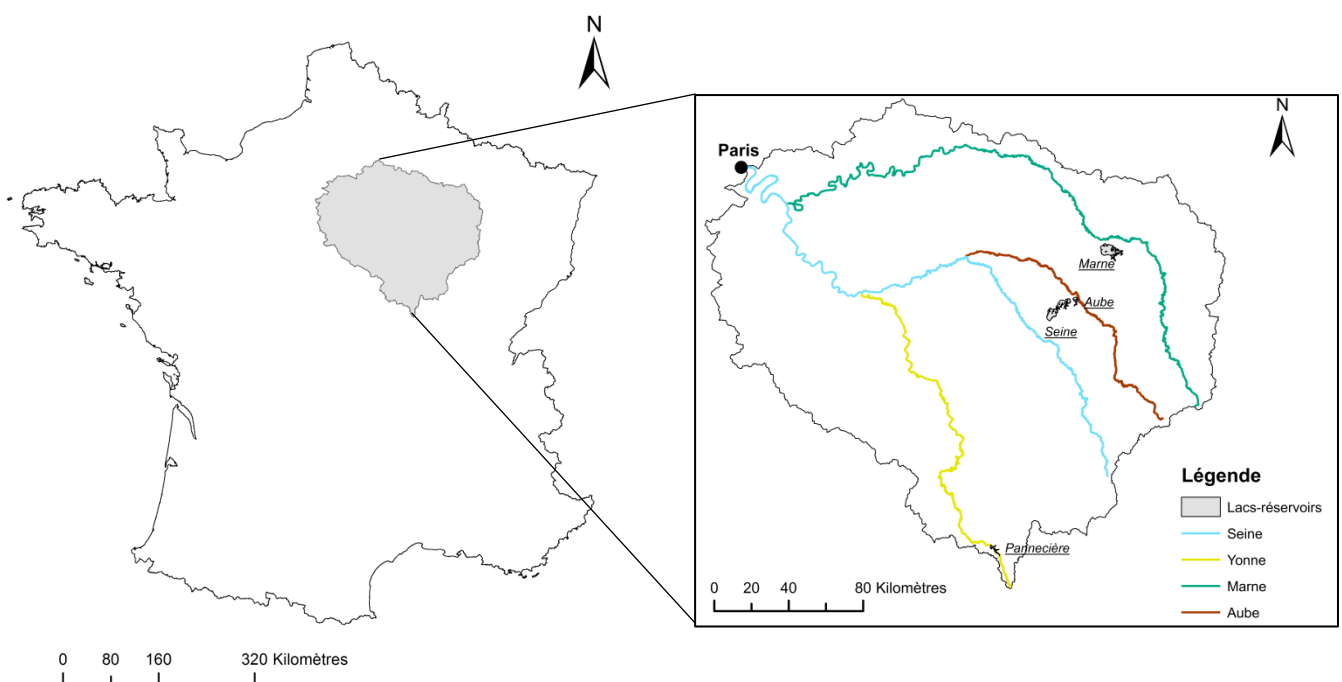 N
N
Paris
Marne
Aube
Seine
Pannecière
Légende
Lacs-réservoirs
Seine
Yonne
Marne
Aube
0 20 40 80 Kilomètres
0 80 160 320 Kilomètres